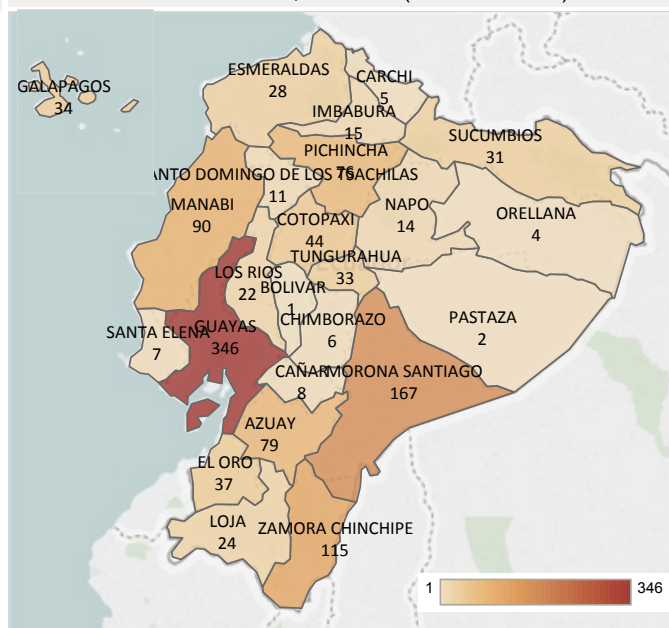 GALAPAGOS
34
ESMERALDAS
28
CARCHI
5
IMBABURA
15
SUCUMBIOS
31
PICHINCHA
76
ANTO DOMINGO DE LOS TSACHILAS
11
MANABI
90
NAPO
14
ORELLANA
4
COTOPAXI
44
TUNGURAHUA
33
LOS RIOS
22
BOLIVAR
1
CHIMBORAZO
6
PASTAZA
2
SANTA ELENA
7
GUAYAS
346
CAÑAR
8
MORONA SANTIAGO
167
AZUAY
79
EL ORO
37
LOJA
24
ZAMORA CHINCHIPE
115
1
346